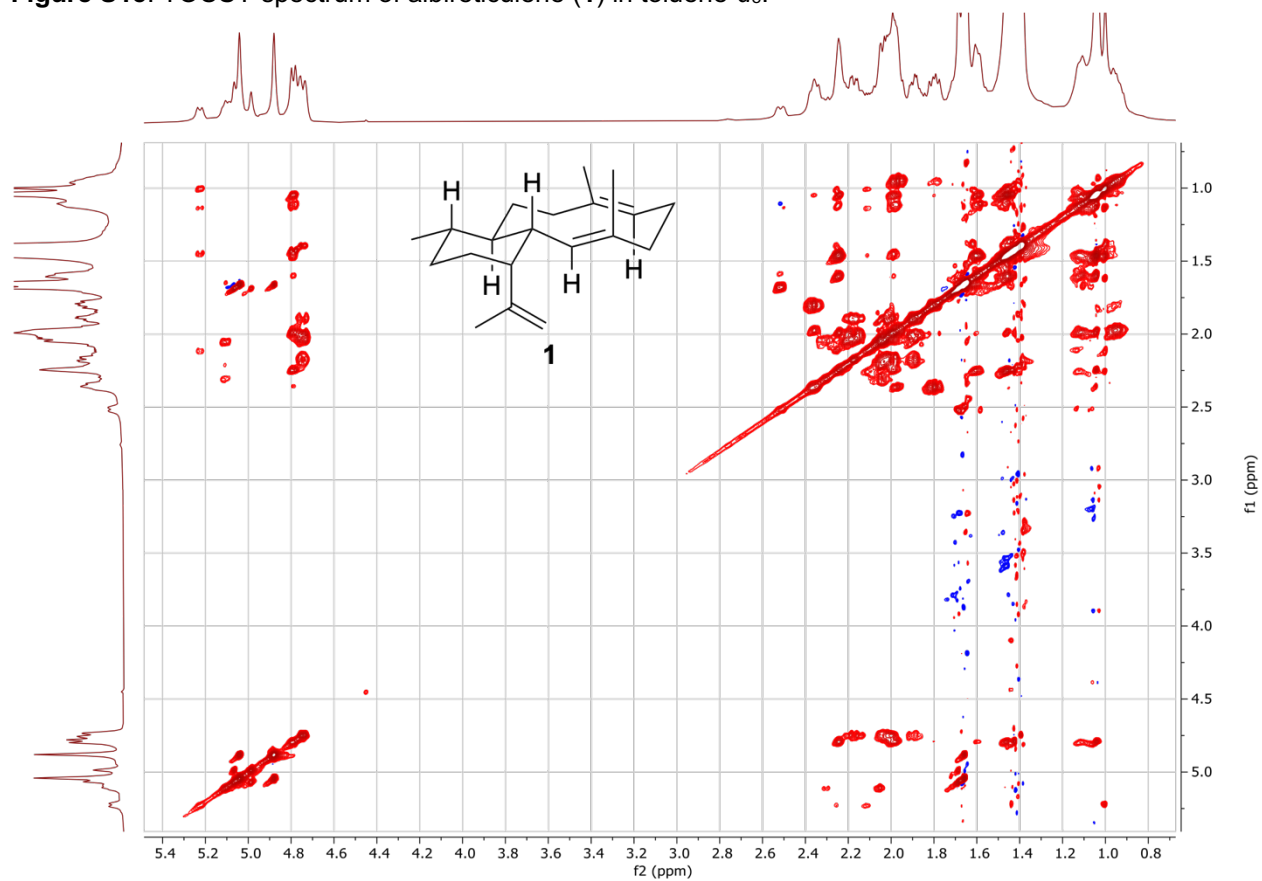 Figure TOCSY spectrum of albireticulene (1) in toluene-d₈.
H
H
H
H
H
1
1.0
1.5
2.0
2.5
3.0
3.5
4.0
4.5
5.0
f1 (ppm)
5.4 5.2 5.0 4.8 4.6 4.4 4.2 4.0 3.8 3.6 3.4 3.2 3.0 2.8 2.6 2.4 2.2 2.0 1.8 1.6 1.4 1.2 1.0 0.8
f2 (ppm)